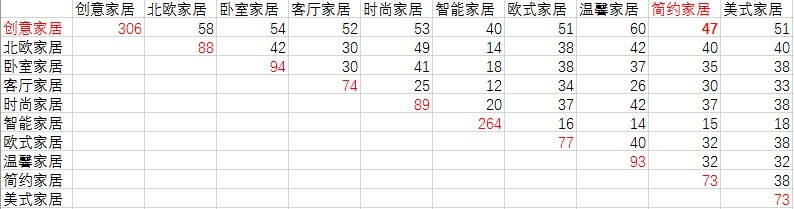 创意家居 北欧家居 卧室家居 客厅家居 时尚家居 智能家居 欧式家居 温馨家居 简约家居 美式家居
创意家居 306 58 54 52 53 40 51 60 47 51
北欧家居 88 42 30 49 14 38 42 40 40
卧室家居 94 30 41 18 38 37 35 38
客厅家居 74 25 12 34 26 30 33
时尚家居 89 20 37 42 37 38
智能家居 264 16 14 15 18
欧式家居 77 40 32 38
温馨家居 93 32 32
简约家居 73 38
美式家居 73